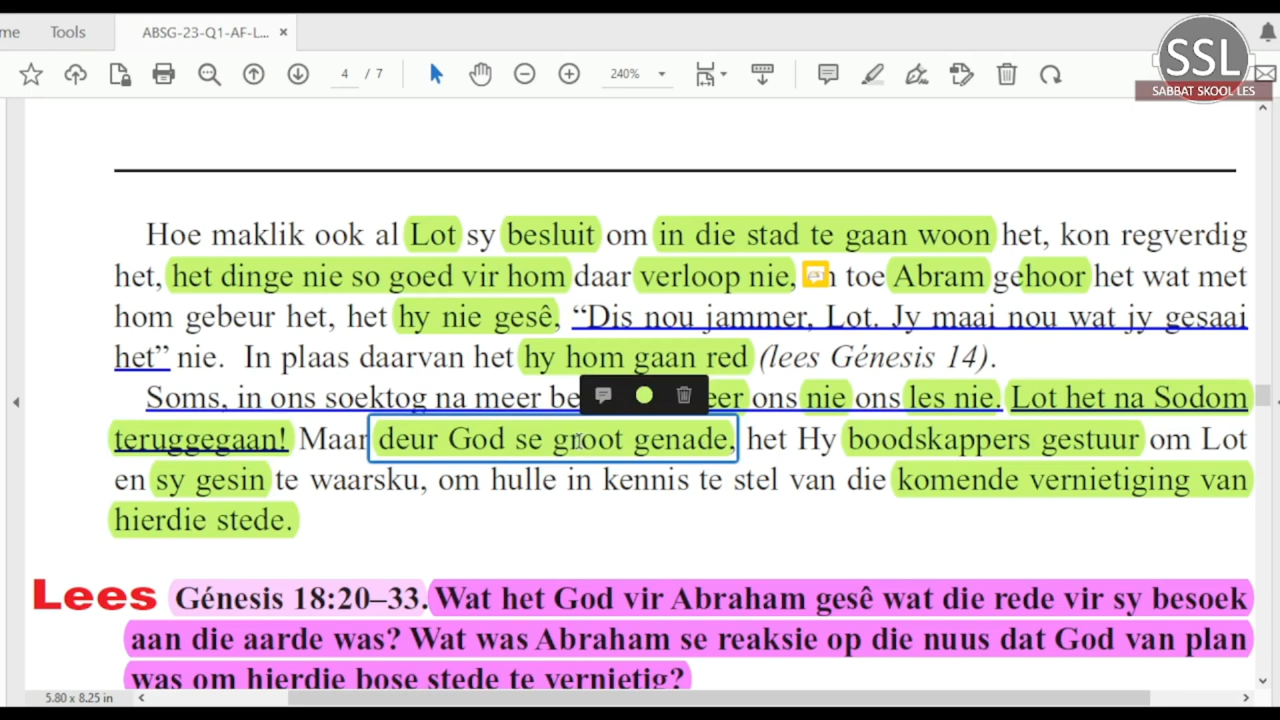 me Tools ABSG-23-Q1-AF-L... ×
SSL
SABBAT SKOOL LES
4 / 7 240%
Hoe maklik ook al Lot sy besluit om in die stad te gaan woon het, kon regverdig
het, het dinge nie so goed vir hom daar verloop nie, n toe Abram gehoor het wat met
hom gebeur het, het hy nie gesê, “Dis nou jammer, Lot. Jy maai nou wat jy gesaai
het” nie. In plaas daarvan het hy hom gaan red (lees Génesis 14).
Soms, in ons soektog na meer be eer ons nie ons les nie. Lot het na Sodom
teruggegaan! Maar deur God se groot genade, het Hy boodskappers gestuur om Lot
en sy gesin te waarsku, om hulle in kennis te stel van die komende vernietiging van
hierdie stede.
Lees Génesis 18:20–33. Wat het God vir Abraham gesê wat die rede vir sy besoek
aan die aarde was? Wat was Abraham se reaksie op die nuus dat God van plan
was om hierdie bose stede te vernietig?
5.80 x 8.25 in